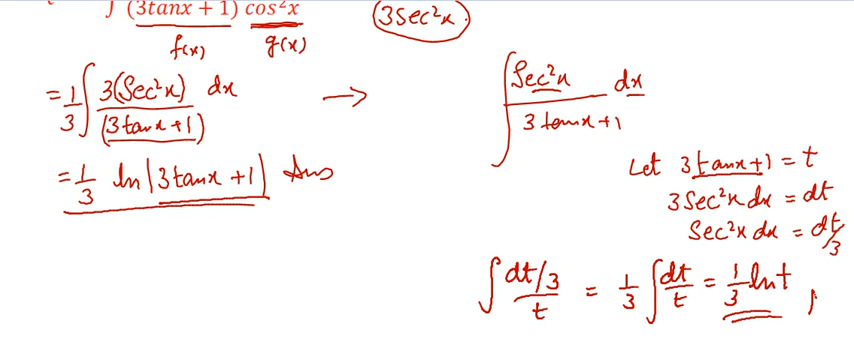 ∫ (3tanx + 1) cos²x
f(x) g(x)
(3Sec²x.)
= 1/3 ∫ 3(Sec²x) dx / (3tanx+1) →
= 1/3 ln|3tanx +1| Ans
∫ Sec²x dx / 3tanx+1
Let 3tanx+1 = t
3Sec²x dx = dt
Sec²x dx = dt/3
∫ dt/3 / t = 1/3 ∫ dt/t = 1/3 lnt ,